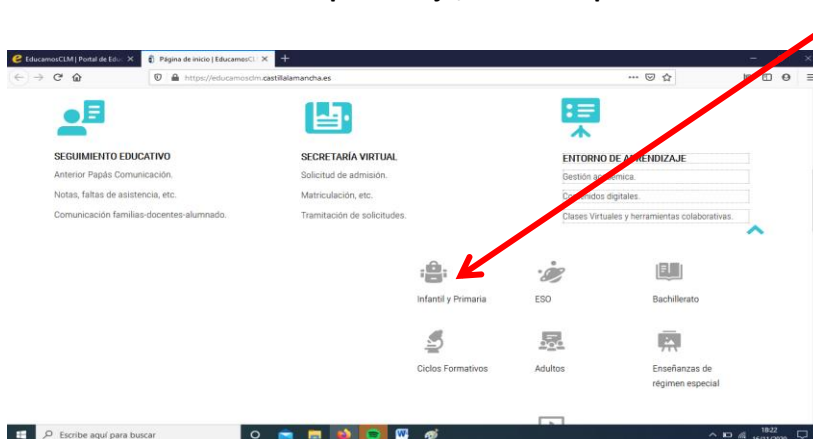 EducamosCLM | Portal de Edu
Página de inicio | EducamosCL
https://educamosclm.castillalamancha.es
SEGUIMIENTO EDUCATIVO
Anterior Papás Comunicación.
Notas, faltas de asistencia, etc.
Comunicación familias-docentes-alumnado.
SECRETARÍA VIRTUAL
Solicitud de admisión.
Matriculación, etc.
Tramitación de solicitudes.
ENTORNO DE APRENDIZAJE
Gestión académica.
Contenidos digitales.
Clases Virtuales y herramientas colaborativas.
Infantil y Primaria
ESO
Bachillerato
Ciclos Formativos
Adultos
Enseñanzas de
régimen especial
Escribe aquí para buscar
18:22